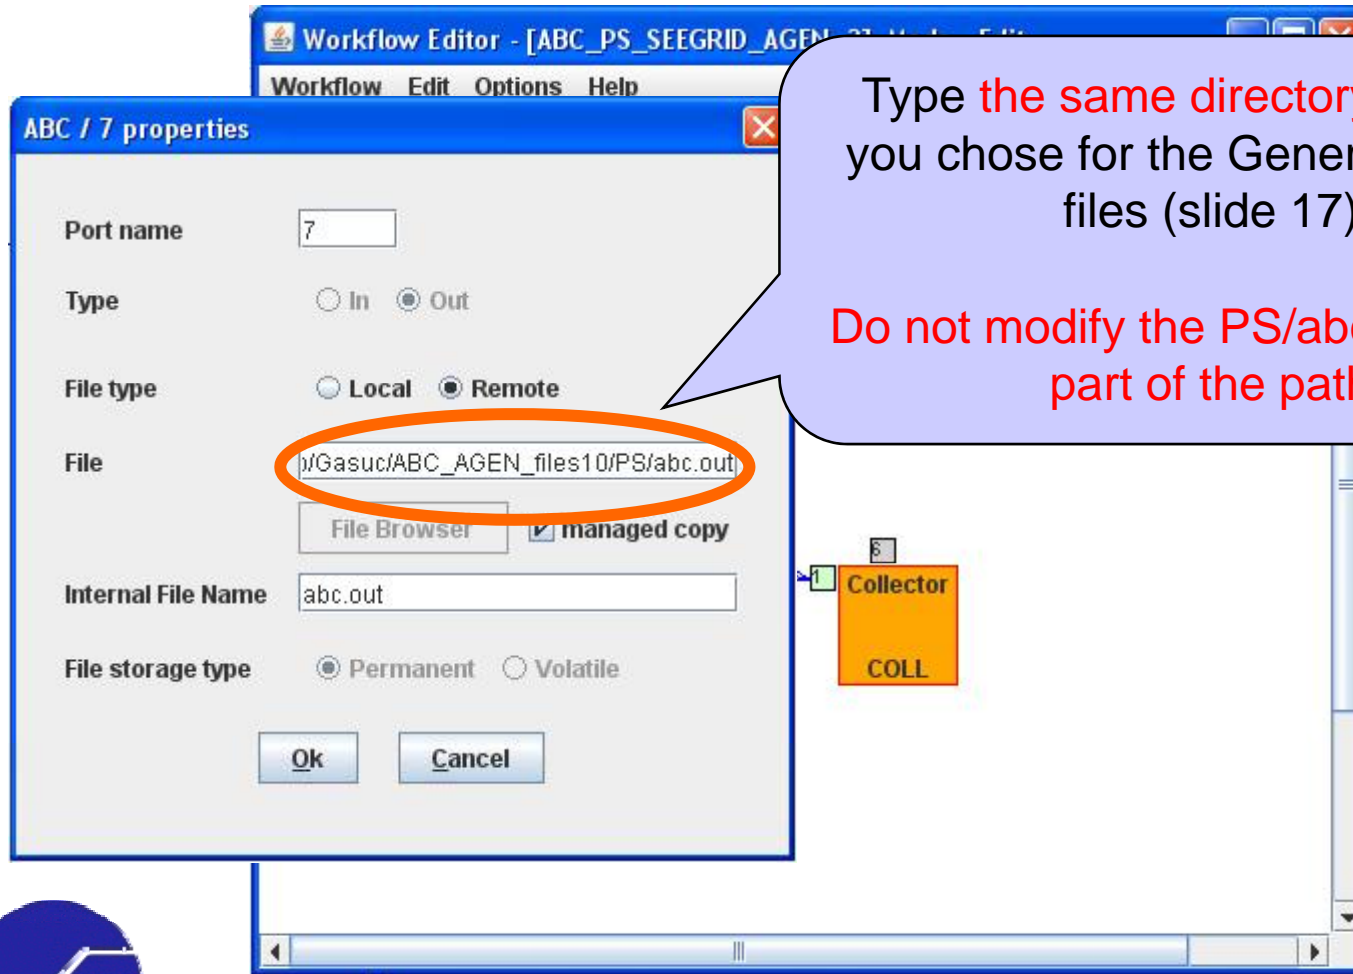 Workflow Editor - [ABC_PS_SEEGRID_AGEN
Workflow Edit Options Help
ABC / 7 properties
Type the same directory
you chose for the Gener
files (slide 17)
Do not modify the PS/abc
part of the path
Port name 7
Type In Out
File type Local Remote
File /Gasuc/ABC_AGEN_files10/PS/abc.out
File Browser managed copy
Internal File Name abc.out
File storage type Permanent Volatile
Ok Cancel
6
1 Collector
COLL